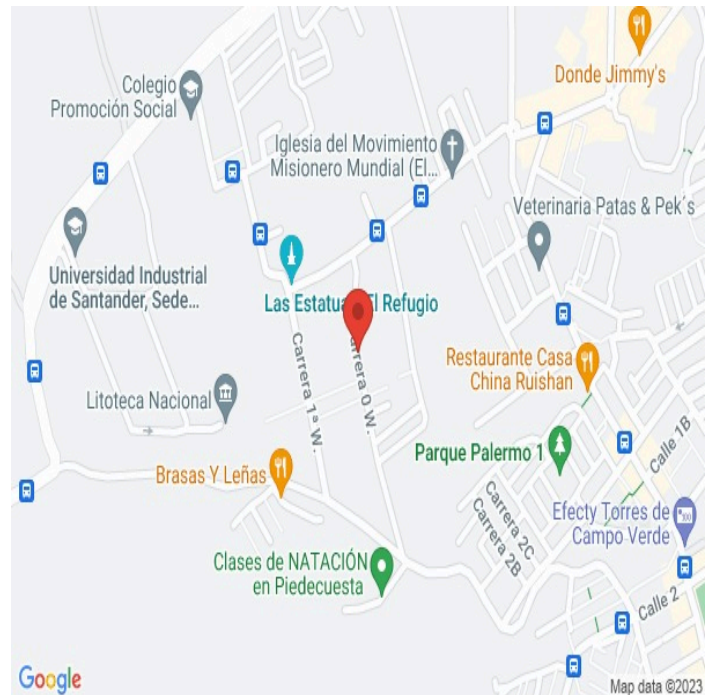 Donde Jimmy's
Colegio
Promoción Social
Iglesia del Movimiento
Misionero Mundial (El...
Veterinaria Patas & Pek´s
Universidad Industrial
de Santander, Sede...
Las Estatuas El Refugio
Carrera 1ª W.
Carrera 0 W.
Restaurante Casa
China Ruishan
Litoteca Nacional
Parque Palermo 1
Calle 1B
Brasas Y Leñas
Carrera 2C
Carrera 2B
Efecty Torres de
Campo Verde
Clases de NATACIÓN
en Piedecuesta
Calle 2
Google
Map data ©2023